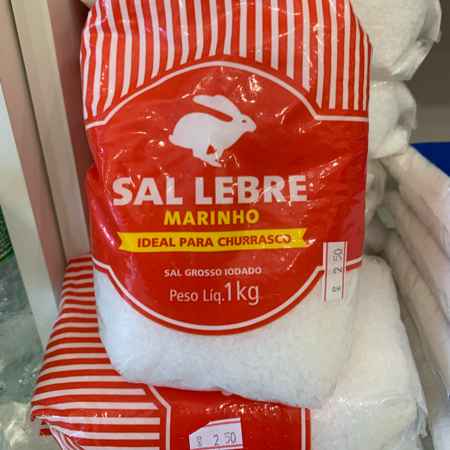 SAL LEBRE
MARINHO
IDEAL PARA CHURRASCO
SAL GROSSO IODADO
Peso Líq. 1kg
2 50
2 50